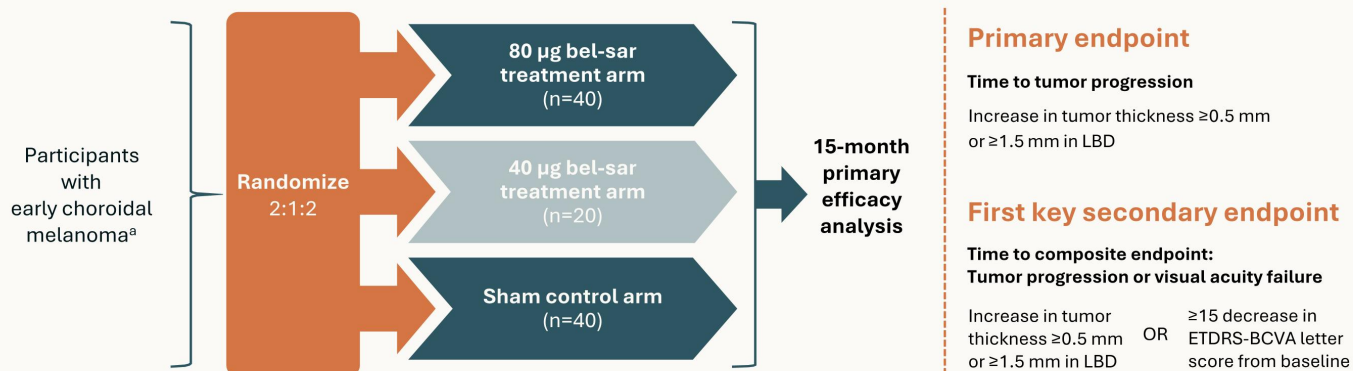 Participants
with
early choroidal
melanomaᵃ
Randomize
2:1:2
80 µg bel-sar
treatment arm
(n=40)
40 µg bel-sar
treatment arm
(n=20)
Sham control arm
(n=40)
15-month
primary
efficacy
analysis
Primary endpoint
Time to tumor progression
Increase in tumor thickness ≥0.5 mm
or ≥1.5 mm in LBD
First key secondary endpoint
Time to composite endpoint:
Tumor progression or visual acuity failure
Increase in tumor
thickness ≥0.5 mm
or ≥1.5 mm in LBD
OR
≥15 decrease in
ETDRS-BCVA letter
score from baseline